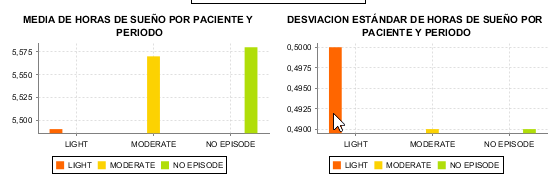 MEDIA DE HORAS DE SUEÑO POR PACIENTE Y
PERIODO
5,575
5,550
5,525
5,500
LIGHT MODERATE NO EPISODE
LIGHT MODERATE NO EPISODE
DESVIACION ESTÁNDAR DE HORAS DE SUEÑO POR
PACIENTE Y PERIODO
0,5000
0,4975
0,4950
0,4925
0,4900
LIGHT MODERATE NO EPISODE
LIGHT MODERATE NO EPISODE